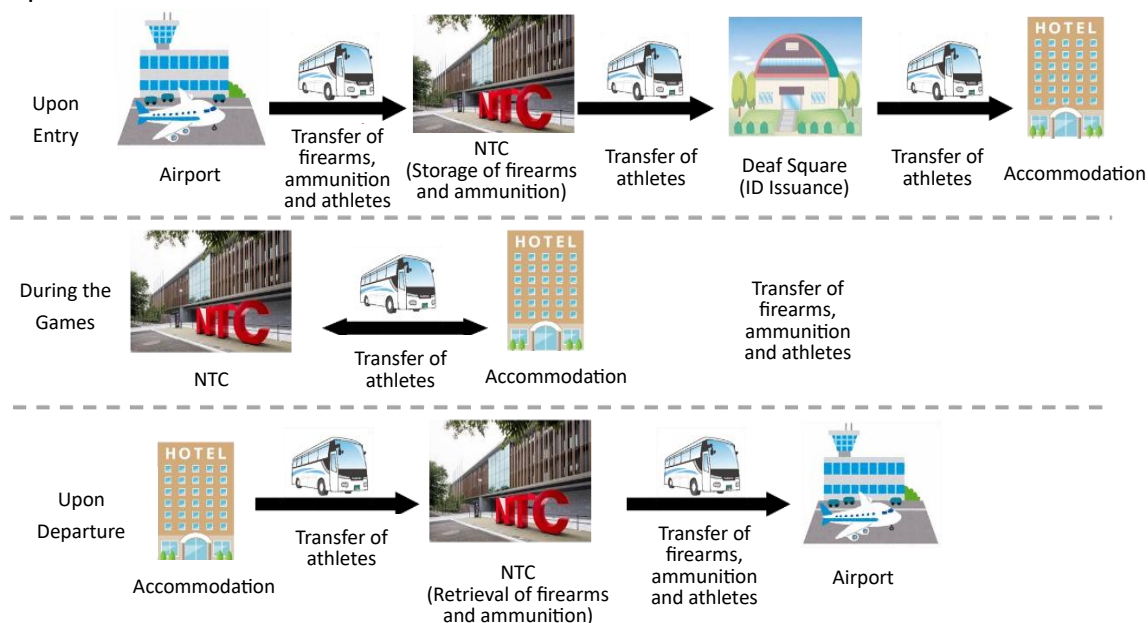 HOTEL
NTC
Upon
Entry
Airport
Transfer of
firearms,
ammunition
and athletes
NTC
(Storage of firearms
and ammunition)
Transfer of
athletes
Deaf Square
(ID Issuance)
Transfer of
athletes
Accommodation
During the
Games
NTC
HOTEL
NTC
Transfer of
athletes
Accommodation
Transfer of
firearms,
ammunition
and athletes
Upon
Departure
HOTEL
NTC
Accommodation
Transfer of
athletes
NTC
(Retrieval of firearms
and ammunition)
Transfer of
firearms,
ammunition
and athletes
Airport